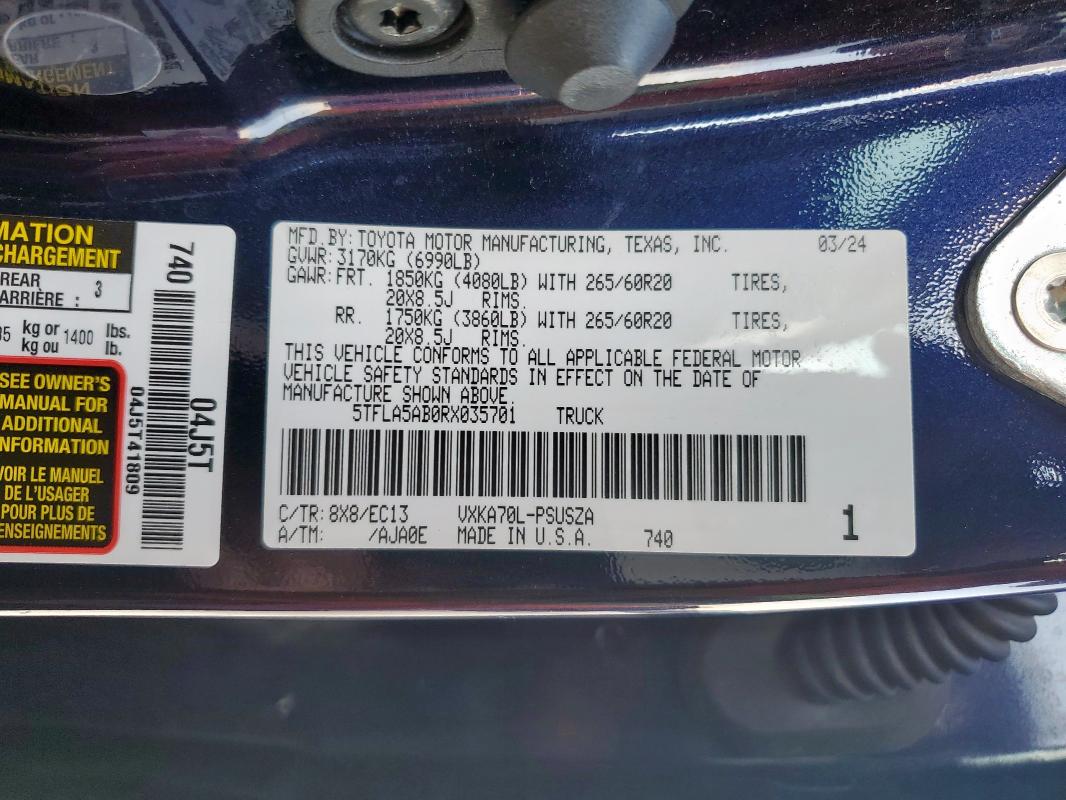 MATION
CHARGEMENT
REAR
ARRIÈRE : 3
05 kg or 1400 lbs.
kg ou lb.
SEE OWNER'S
MANUAL FOR
ADDITIONAL
INFORMATION
VOIR LE MANUEL
DE L'USAGER
POUR PLUS DE
RENSEIGNEMENTS
740
04J5T
04J5T41809
MFD.BY:TOYOTA MOTOR MANUFACTURING, TEXAS, INC. 03/24
GVWR:3170KG (6990LB)
GAWR:FRT. 1850KG (4080LB) WITH 265/60R20 TIRES,
20X8.5J RIMS.
RR. 1750KG (3860LB) WITH 265/60R20 TIRES,
20X8.5J RIMS.
THIS VEHICLE CONFORMS TO ALL APPLICABLE FEDERAL MOTOR
VEHICLE SAFETY STANDARDS IN EFFECT ON THE DATE OF
MANUFACTURE SHOWN ABOVE.
5TFLA5AB0RX035701 TRUCK
C/TR:8X8/EC13 VXKA70L-PSUSZA
A/TM: /AJA0E MADE IN U.S.A. 740
1